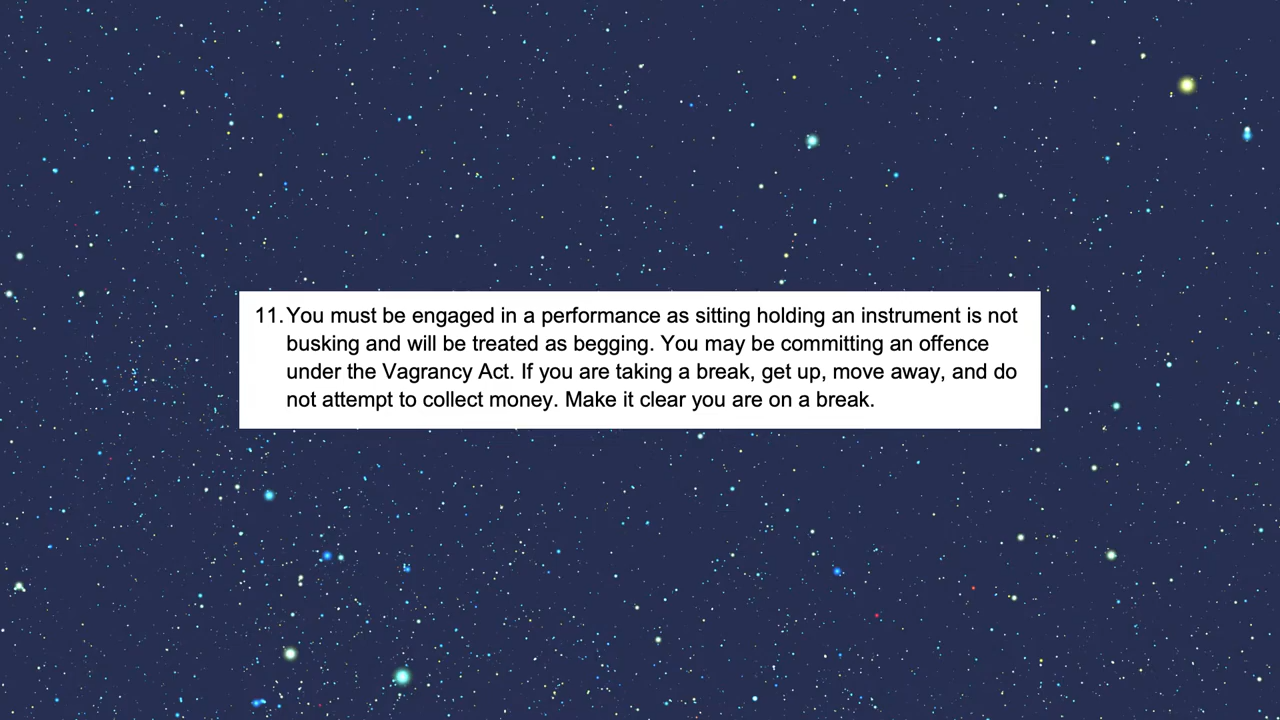 11. You must be engaged in a performance as sitting holding an instrument is not
busking and will be treated as begging. You may be committing an offence
under the Vagrancy Act. If you are taking a break, get up, move away, and do
not attempt to collect money. Make it clear you are on a break.